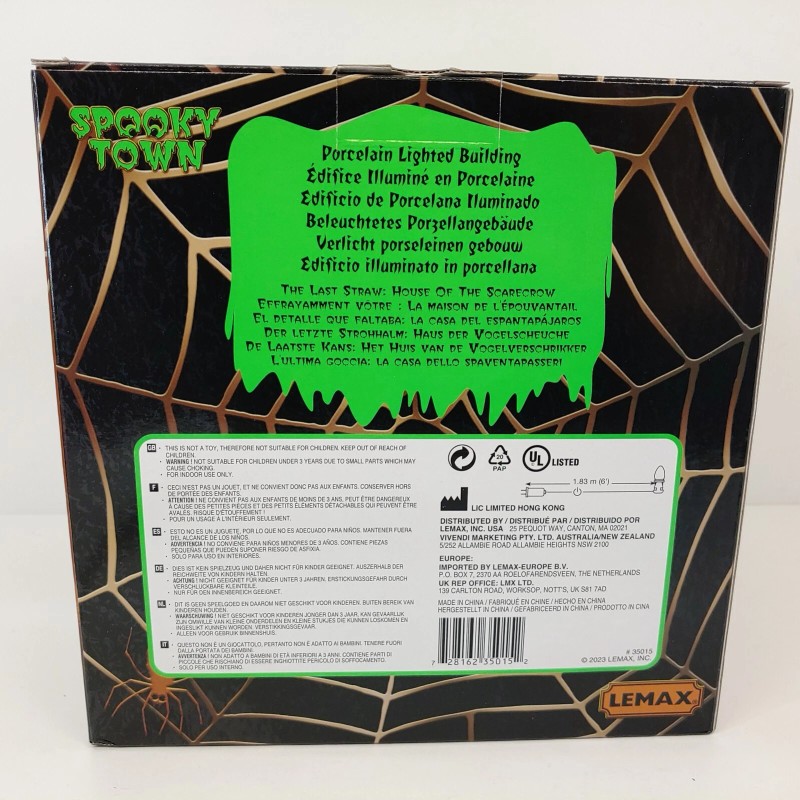 SPOOKY
TOWN
Porcelain Lighted Building
Édifice Illuminé en Porcelaine
Edificio de Porcelana Iluminado
Beleuchtetes Porzellangebäude
Verlicht porseleinen gebouw
Edificio illuminato in porcellana
THE LAST STRAW: HOUSE OF THE SCARECROW
EFFRAYAMMENT VÔTRE : LA MAISON DE L'ÉPOUVANTAIL
EL DETALLE QUE FALTABA: LA CASA DEL ESPANTAPÁJAROS
DER LETZTE STROHHALM: HAUS DER VOGELSCHEUCHE
DE LAATSTE KANS: HET HUIS VAN DE VOGELVERSCHRIKKER
L'ULTIMA GOCCIA: LA CASA DELLO SPAVENTAPASSERI
GB - THIS IS NOT A TOY, THEREFORE NOT SUITABLE FOR CHILDREN. KEEP OUT OF REACH OF
CHILDREN.
- WARNING ! NOT SUITABLE FOR CHILDREN UNDER 3 YEARS DUE TO SMALL PARTS WHICH MAY
CAUSE CHOKING.
- FOR INDOOR USE ONLY.
F - CECI N'EST PAS UN JOUET, ET NE CONVIENT DONC PAS AUX ENFANTS. CONSERVER HORS
DE PORTÉE DES ENFANTS.
- ATTENTION ! NE CONVIENT PAS AUX ENFANTS DE MOINS DE 3 ANS, PEUT ÊTRE DANGEREUX
À CAUSE DES PETITES PIÈCES ET DES PETITS ÉLÉMENTS DÉTACHABLES QUI PEUVENT ÊTRE
AVALÉS. RISQUE D'ÉTOUFFEMENT !
- POUR UN USAGE A L'INTÉRIEUR SEULEMENT.
ES - ESTO NO ES UN JUGUETE, POR LO QUE NO ES ADECUADO PARA NIÑOS. MANTENER FUERA
DEL ALCANCE DE LOS NIÑOS.
- ADVERTENCIA ! NO CONVIENE PARA NIÑOS MENORES DE 3 AÑOS. CONTIENE PIEZAS
PEQUEÑAS QUE PUEDEN SUPONER RIESGO DE ASFIXIA.
- SOLO PARA USO EN INTERIORES.
DE - DIES IST KEIN SPIELZEUG UND DAHER NICHT FÜR KINDER GEEIGNET. AUSSERHALB DER
REICHWEITE VON KINDERN HALTEN.
- ACHTUNG ! NICHT GEEIGNET FÜR KINDER UNTER 3 JAHREN. ERSTICKUNGSGEFAHR DURCH
VERSCHLUCKBARE KLEINTEILE.
- NUR FÜR DEN INNENBEREICH GEEIGNET.
NL - DIT IS GEEN SPEELGOED EN DAAROM NIET GESCHIKT VOOR KINDEREN. BUITEN BEREIK VAN
KINDEREN HOUDEN.
- WAARSCHUWING ! NIET GESCHIKT VOOR KINDEREN JONGER DAN 3 JAAR, KAN GEVAARLIJK
ZIJN OMWILLE VAN KLEINE ONDERDELEN EN KLEINE STUKJES DIE KUNNEN LOSKOMEN EN
INGESLIKT KUNNEN WORDEN. VERSTIKKINGSGEVAAR.
- ALLEEN VOOR GEBRUIK BINNENSHUIS.
IT - QUESTO NON È UN GIOCATTOLO, PERTANTO NON È ADATTO AI BAMBINI. TENERE FUORI
DALLA PORTATA DEI BAMBINI.
- AVVERTENZA ! NON ADATTO A BAMBINI DI ETÀ INFERIORE A 3 ANNI. CONTIENE PARTI DI
PICCOLE CHE RISCHIANO DI ESSERE INGHIOTTITE PERICOLO DI SOFFOCAMENTO.
- SOLO PER USO INTERNO.
20
PAP
UL LISTED
1.83 m (6')
LIC LIMITED HONG KONG
DISTRIBUTED BY / DISTRIBUÉ PAR / DISTRIBUIDO POR
LEMAX, INC. USA 25 PEQUOT WAY, CANTON, MA 02021
VIVENDI MARKETING PTY. LTD. AUSTRALIA/NEW ZEALAND
5/252 ALLAMBIE ROAD ALLAMBIE HEIGHTS NSW 2100
EUROPE:
IMPORTED BY LEMAX-EUROPE B.V.
P.O. BOX 7, 2370 AA ROELOFARENDSVEEN, THE NETHERLANDS
UK REP OFFICE: LMX LTD.
139 CARLTON ROAD, WORKSOP, NOTT'S, UK S81 7AD
MADE IN CHINA / FABRIQUÉ EN CHINE / HECHO EN CHINA
HERGESTELLT IN CHINA / GEFABRICEERD IN CHINA / PRODOTTO IN CINA
7 28162 35015 2
# 35015
© 2023 LEMAX, INC.
LEMAX